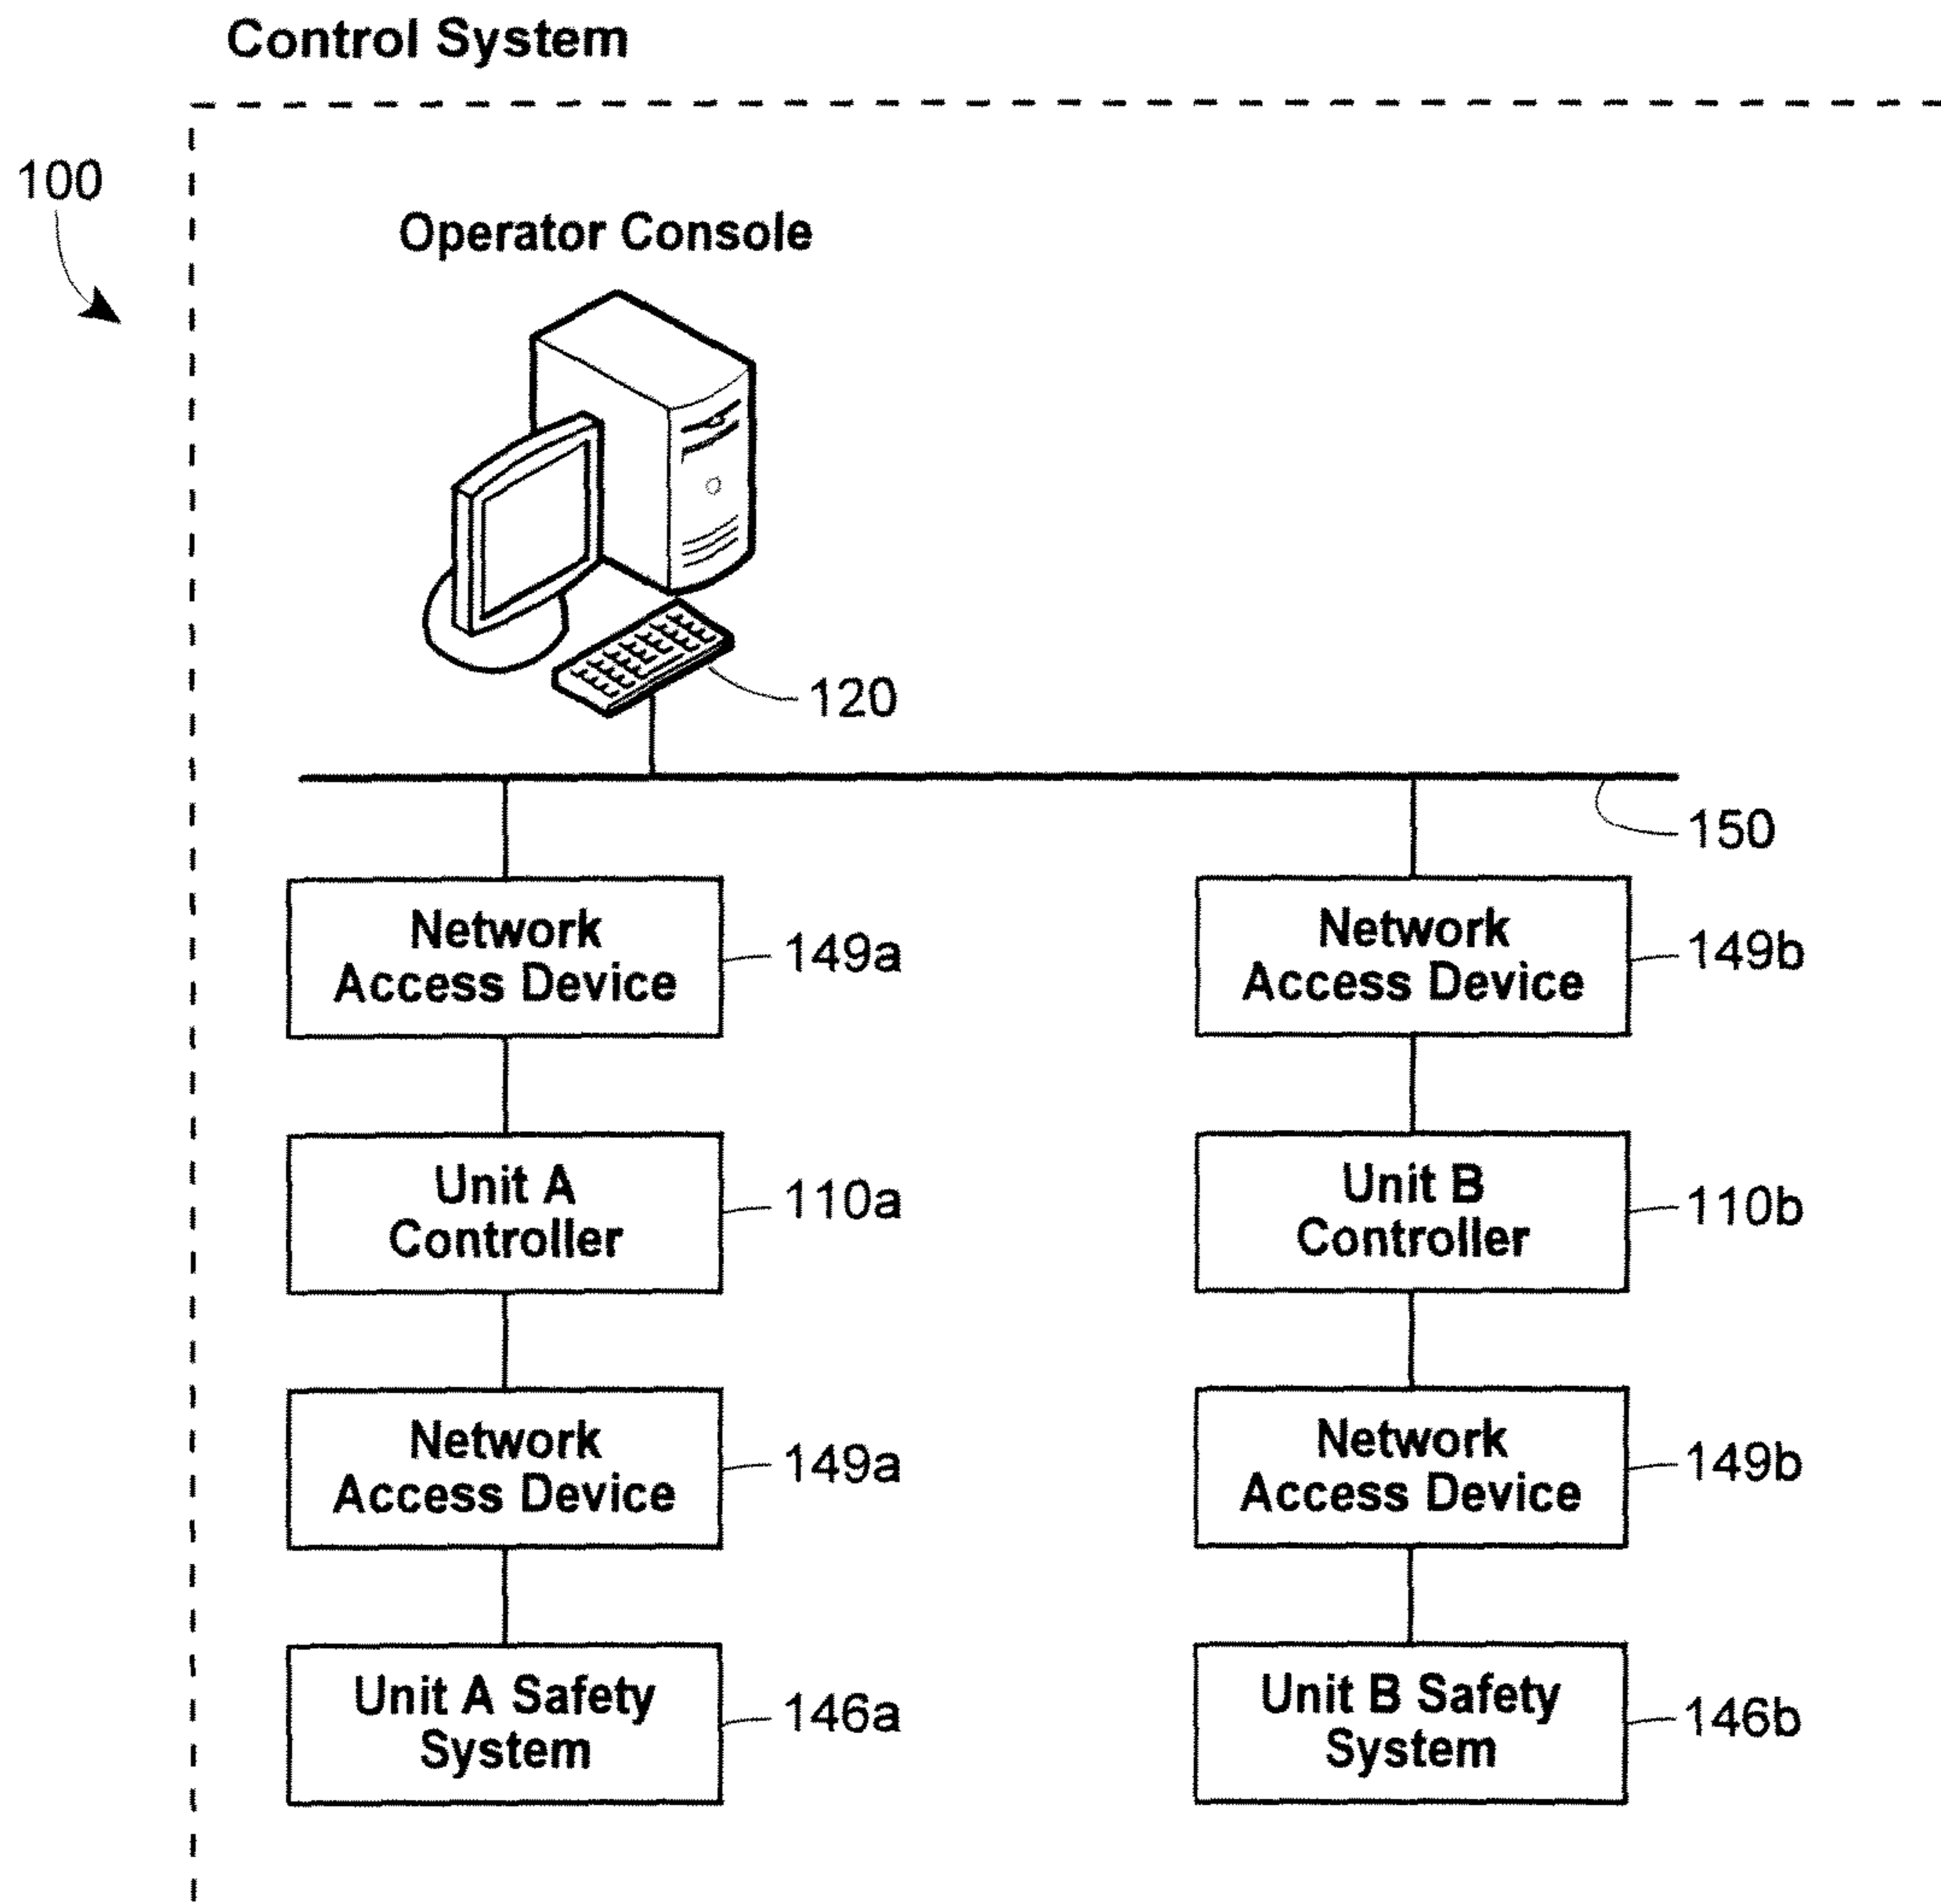 Control System
100
Operator Console
120
150
Network
Access Device
149a
Network
Access Device
149b
Unit A
Controller
110a
Unit B
Controller
110b
Network
Access Device
149a
Network
Access Device
149b
Unit A Safety
System
146a
Unit B Safety
System
146b